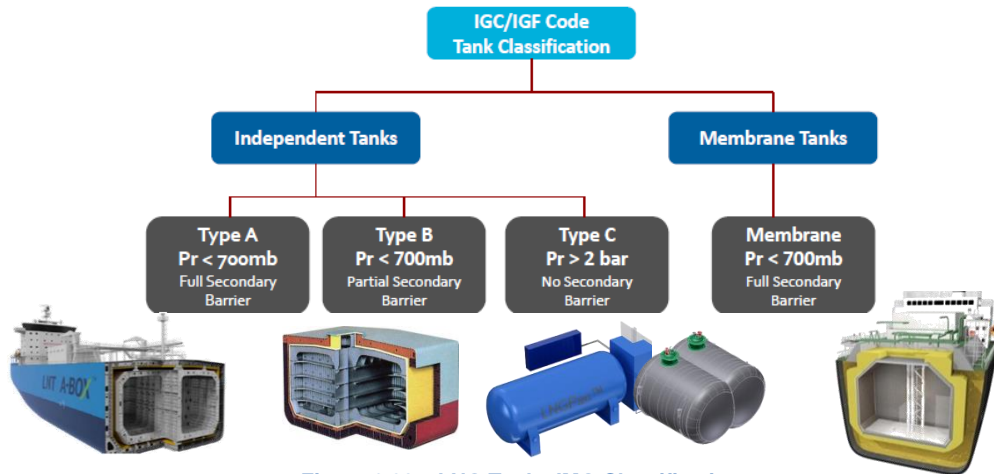 IGC/IGF Code
Tank Classification
Independent Tanks
Membrane Tanks
Type A
Pr < 700mb
Full Secondary
Barrier
Type B
Pr < 700mb
Partial Secondary
Barrier
Type C
Pr > 2 bar
No Secondary
Barrier
Membrane
Pr < 700mb
Full Secondary
Barrier
LNT A-BOX